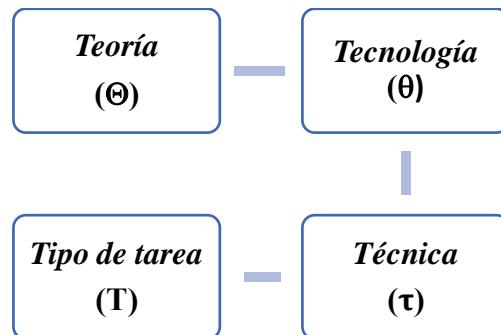 Teoría
(Θ)
Tecnología
(θ)
Tipo de tarea
(T)
Técnica
(τ)